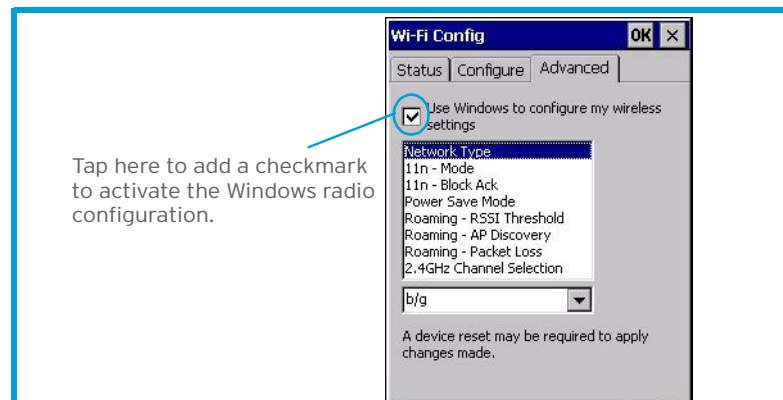 Wi-Fi Config OK ×
Status Configure Advanced
Use Windows to configure my wireless
settings
Tap here to add a checkmark
to activate the Windows radio
configuration.
Network Type
11n - Mode
11n - Block Ack
Power Save Mode
Roaming - RSSI Threshold
Roaming - AP Discovery
Roaming - Packet Loss
2.4GHz Channel Selection
b/g
A device reset may be required to apply
changes made.